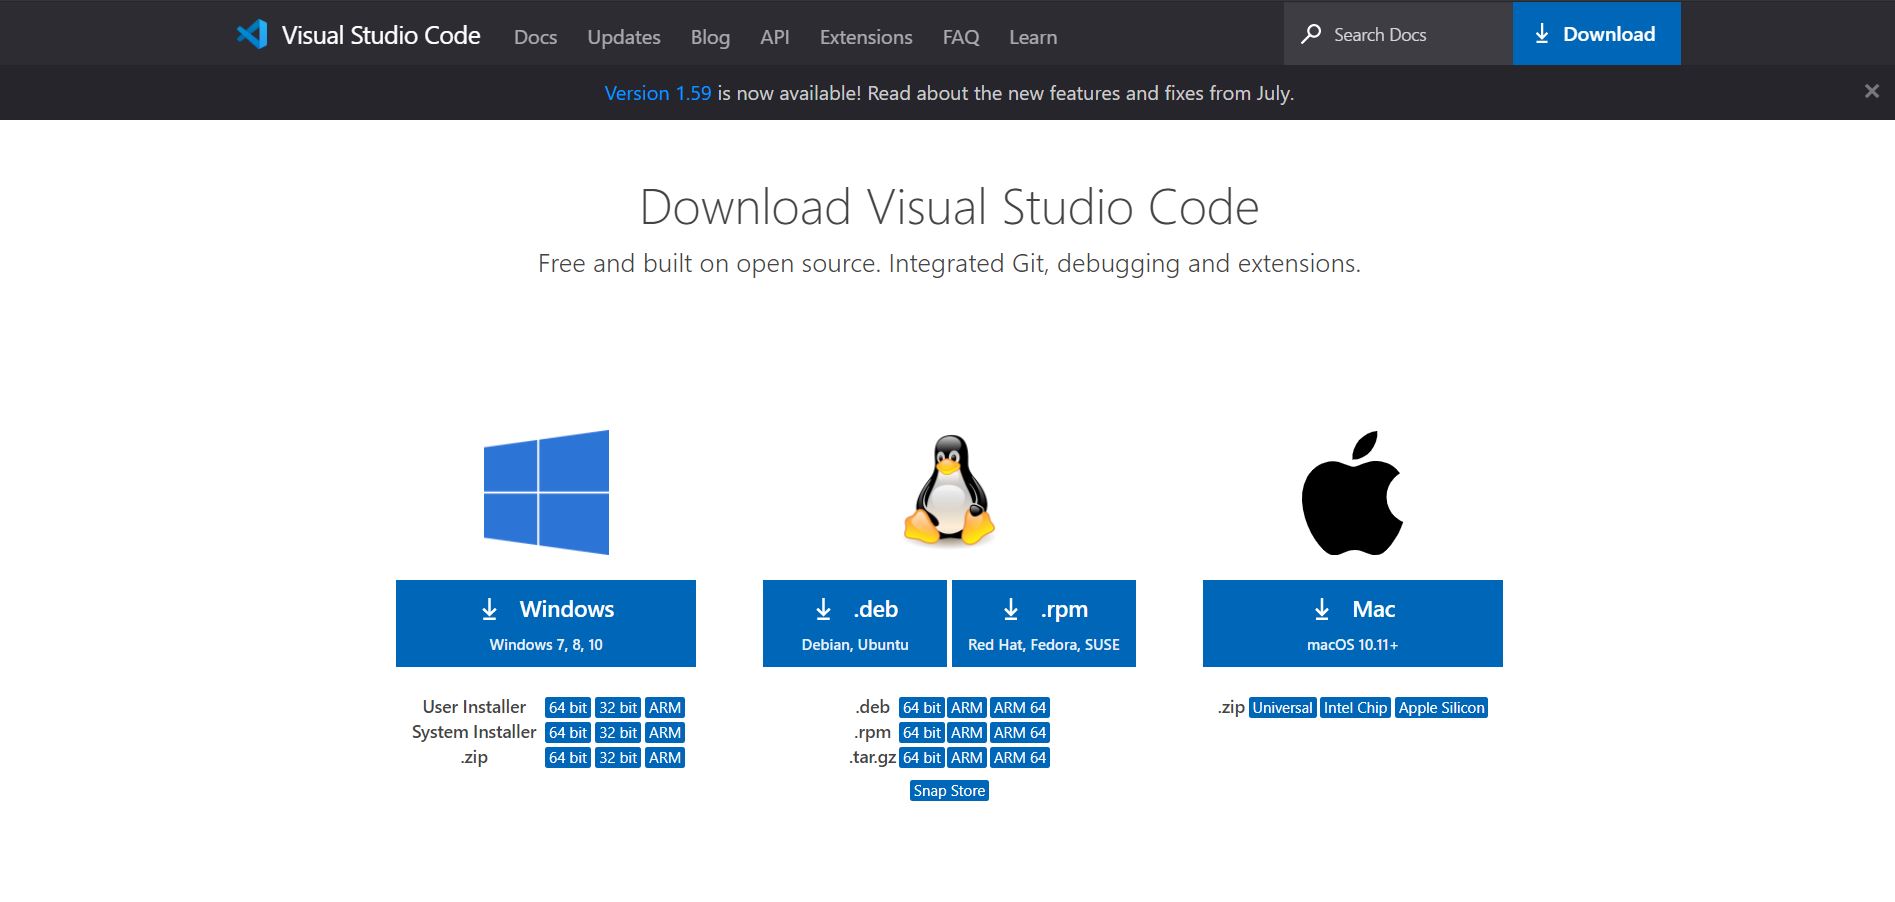 Visual Studio Code Docs Updates Blog API Extensions FAQ Learn Search Docs Download
Version 1.59 is now available! Read about the new features and fixes from July.
Download Visual Studio Code
Free and built on open source. Integrated Git, debugging and extensions.
Windows
Windows 7, 8, 10
User Installer 64 bit 32 bit ARM
System Installer 64 bit 32 bit ARM
.zip 64 bit 32 bit ARM
.deb
Debian, Ubuntu
.rpm
Red Hat, Fedora, SUSE
.deb 64 bit ARM ARM 64
.rpm 64 bit ARM ARM 64
.tar.gz 64 bit ARM ARM 64
Snap Store
Mac
macOS 10.11+
.zip Universal Intel Chip Apple Silicon